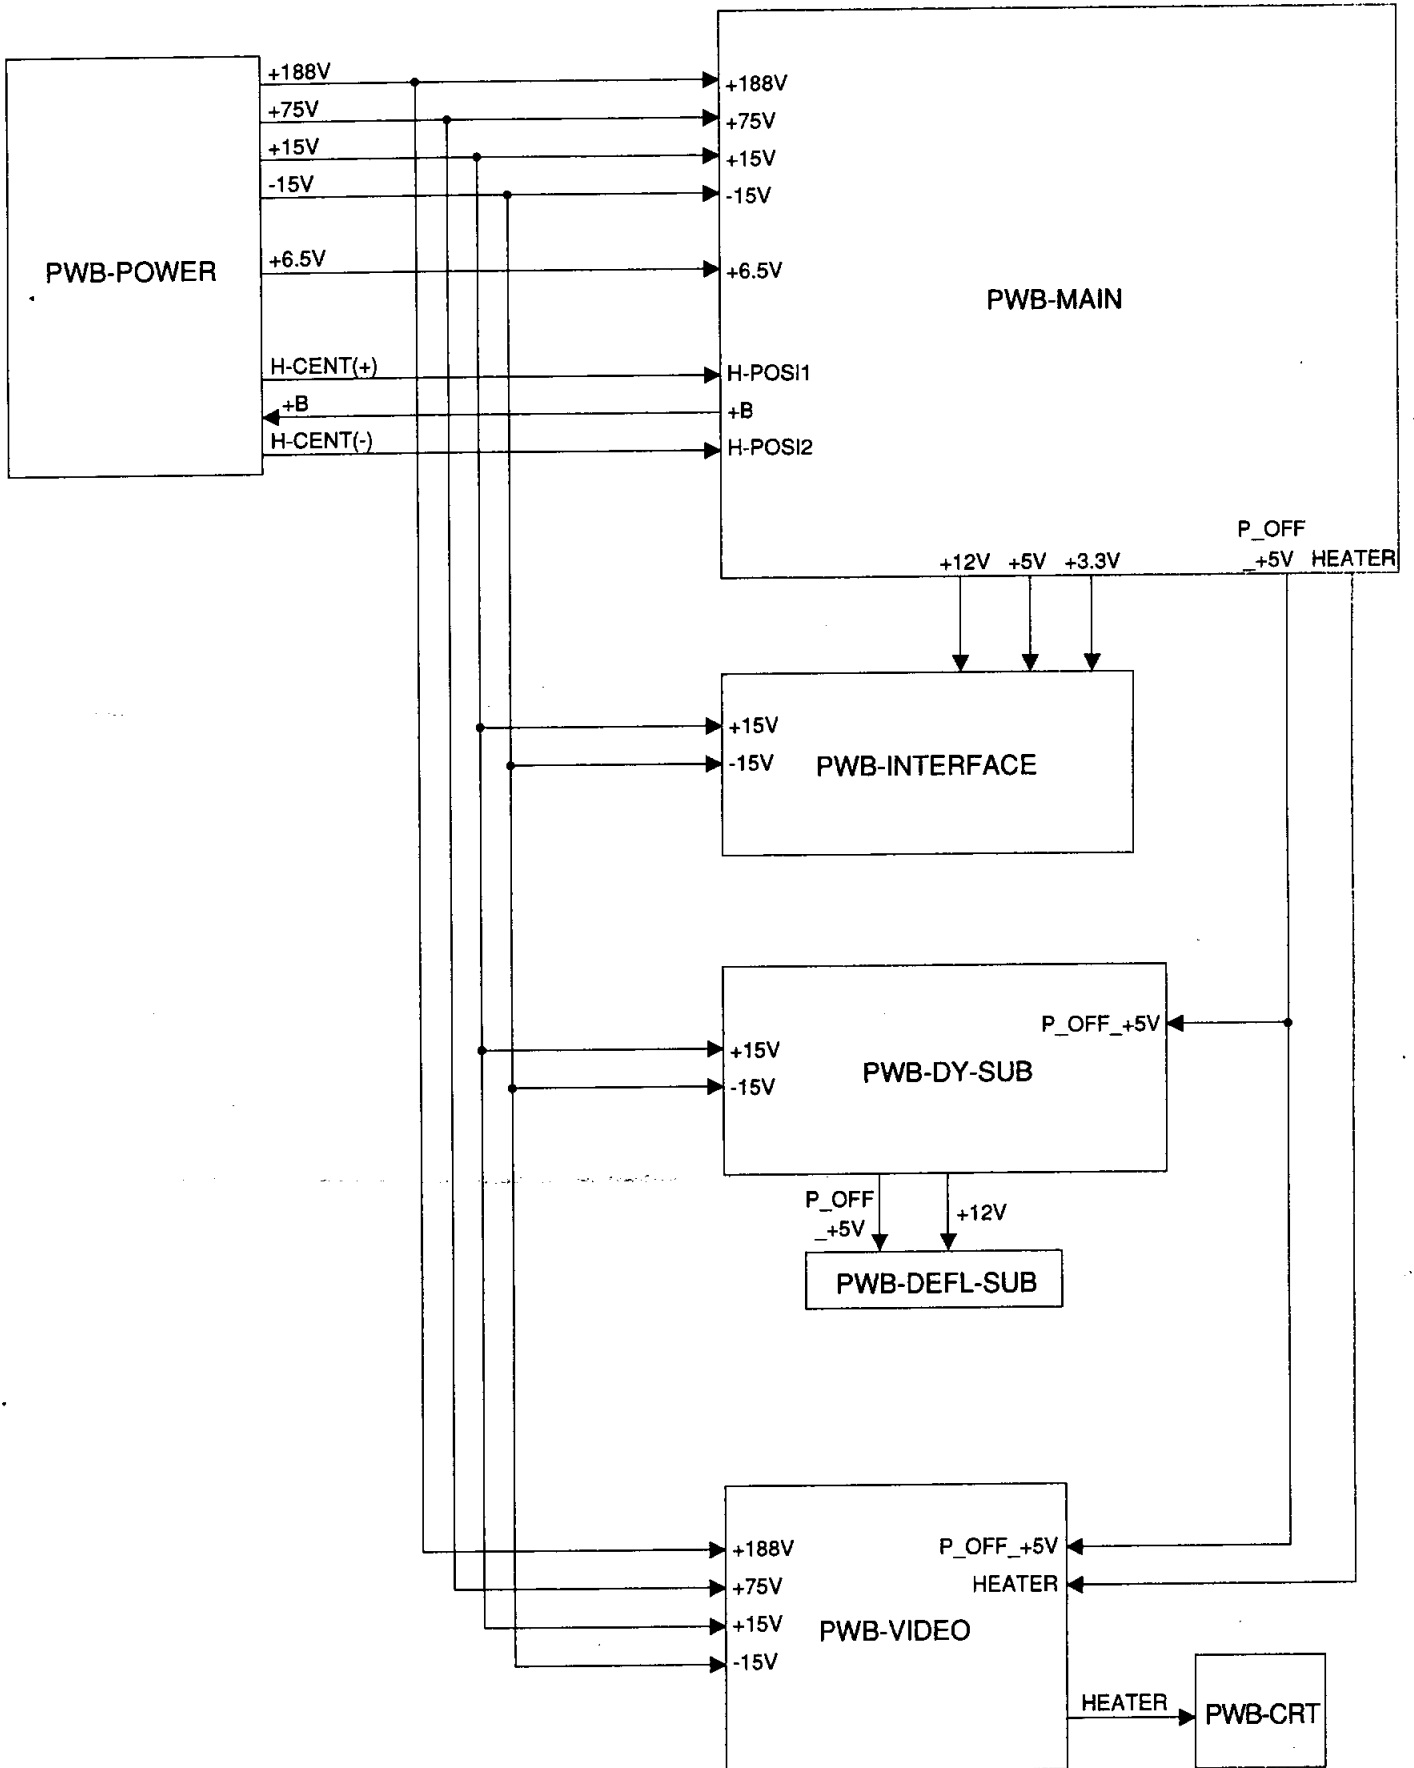 +188V
+75V
+15V
-15V
+6.5V
PWB-POWER
H-CENT(+)
+B
H-CENT(-)
+188V
+75V
+15V
-15V
+6.5V
PWB-MAIN
H-POSI1
+B
H-POSI2
P_OFF
+12V +5V +3.3V _+5V HEATER
+15V
-15V
PWB-INTERFACE
P_OFF_+5V
+15V
-15V
PWB-DY-SUB
P_OFF
_+5V
+12V
PWB-DEFL-SUB
+188V
+75V
+15V
-15V
P_OFF_+5V
HEATER
PWB-VIDEO
HEATER
PWB-CRT